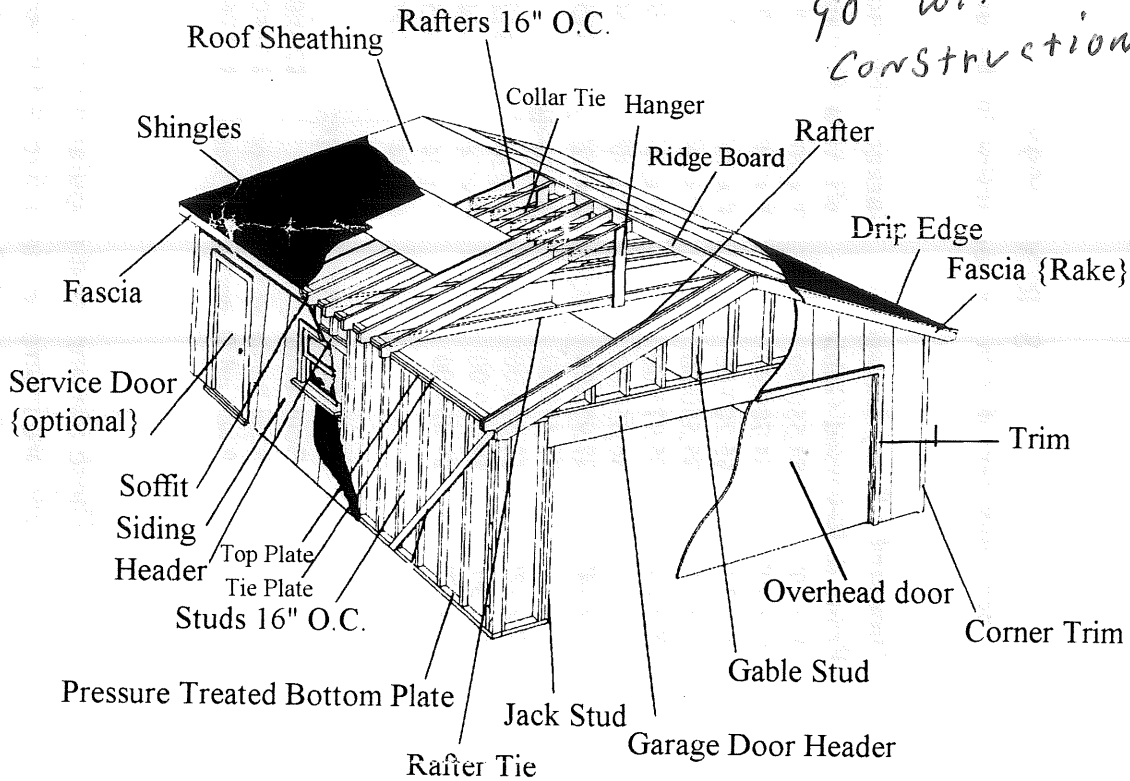 go
construction
Rafters 16" O.C.
Roof Sheathing
Collar Tie
Hanger
Shingles
Rafter
Ridge Board
Drip Edge
Fascia {Rake}
Fascia
Service Door
{optional}
Trim
Soffit
Siding
Header
Top Plate
Tie Plate
Studs 16" O.C.
Overhead door
Corner Trim
Gable Stud
Pressure Treated Bottom Plate
Jack Stud
Garage Door Header
Rafter Tie